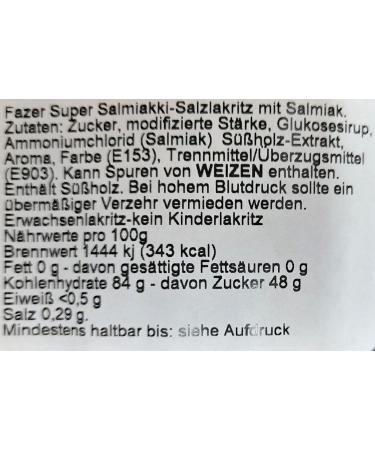 Fazer Super Salmiakki-Salzlakritz mit Salmiak.
Zutaten: Zucker, modifizierte Stärke, Glukosesirup,
Ammoniumchlorid (Salmiak) Süßholz-Extrakt,
Aroma, Farbe (E153), Trennmittel/Überzugsmittel
(E903). Kann Spuren von WEIZEN enthalten.
Enthält Süßholz. Bei hohem Blutdruck sollte ein
übermäßiger Verzehr vermieden werden.
Erwachsenlakritz-kein Kinderlakritz
Nährwerte pro 100g
Brennwert 1444 kj (343 kcal)
Fett 0 g - davon gesättigte Fettsäuren 0 g
Kohlenhydrate 84 g - davon Zucker 48 g
Eiweiß <0,5 g
Salz 0,29 g.
Mindestens haltbar bis: siehe Aufdruck